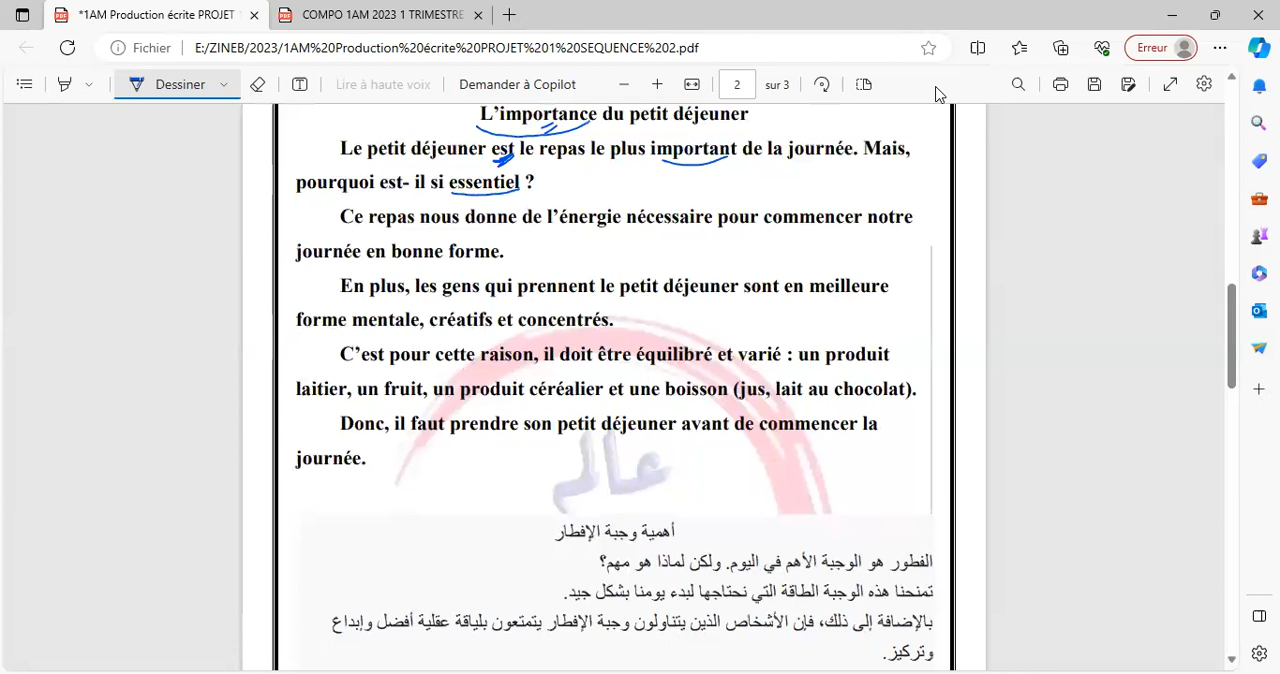 *1AM Production écrite PROJET
COMPO 1AM 2023 1 TRIMESTRE
Fichier
E:/ZINEB/2023/1AM%20Production%20écrite%20PROJET%201%20SEQUENCE%202.pdf
Erreur
Dessiner
Lire à haute voix
Demander à Copilot
2
sur 3
L'importance du petit déjeuner
Le petit déjeuner est le repas le plus important de la journée. Mais,
pourquoi est- il si essentiel ?
Ce repas nous donne de l'énergie nécessaire pour commencer notre
journée en bonne forme.
En plus, les gens qui prennent le petit déjeuner sont en meilleure
forme mentale, créatifs et concentrés.
C'est pour cette raison, il doit être équilibré et varié : un produit
laitier, un fruit, un produit céréalier et une boisson (jus, lait au chocolat).
Donc, il faut prendre son petit déjeuner avant de commencer la
journée.
عالم
أهمية وجبة الإفطار
الفطور هو الوجبة الأهم في اليوم. ولكن لماذا هو مهم؟
تمنحنا هذه الوجبة الطاقة التي نحتاجها لبدء يومنا بشكل جيد.
بالإضافة إلى ذلك، فإن الأشخاص الذين يتناولون وجبة الإفطار يتمتعون بلياقة عقلية أفضل وإبداع
وتركيز.